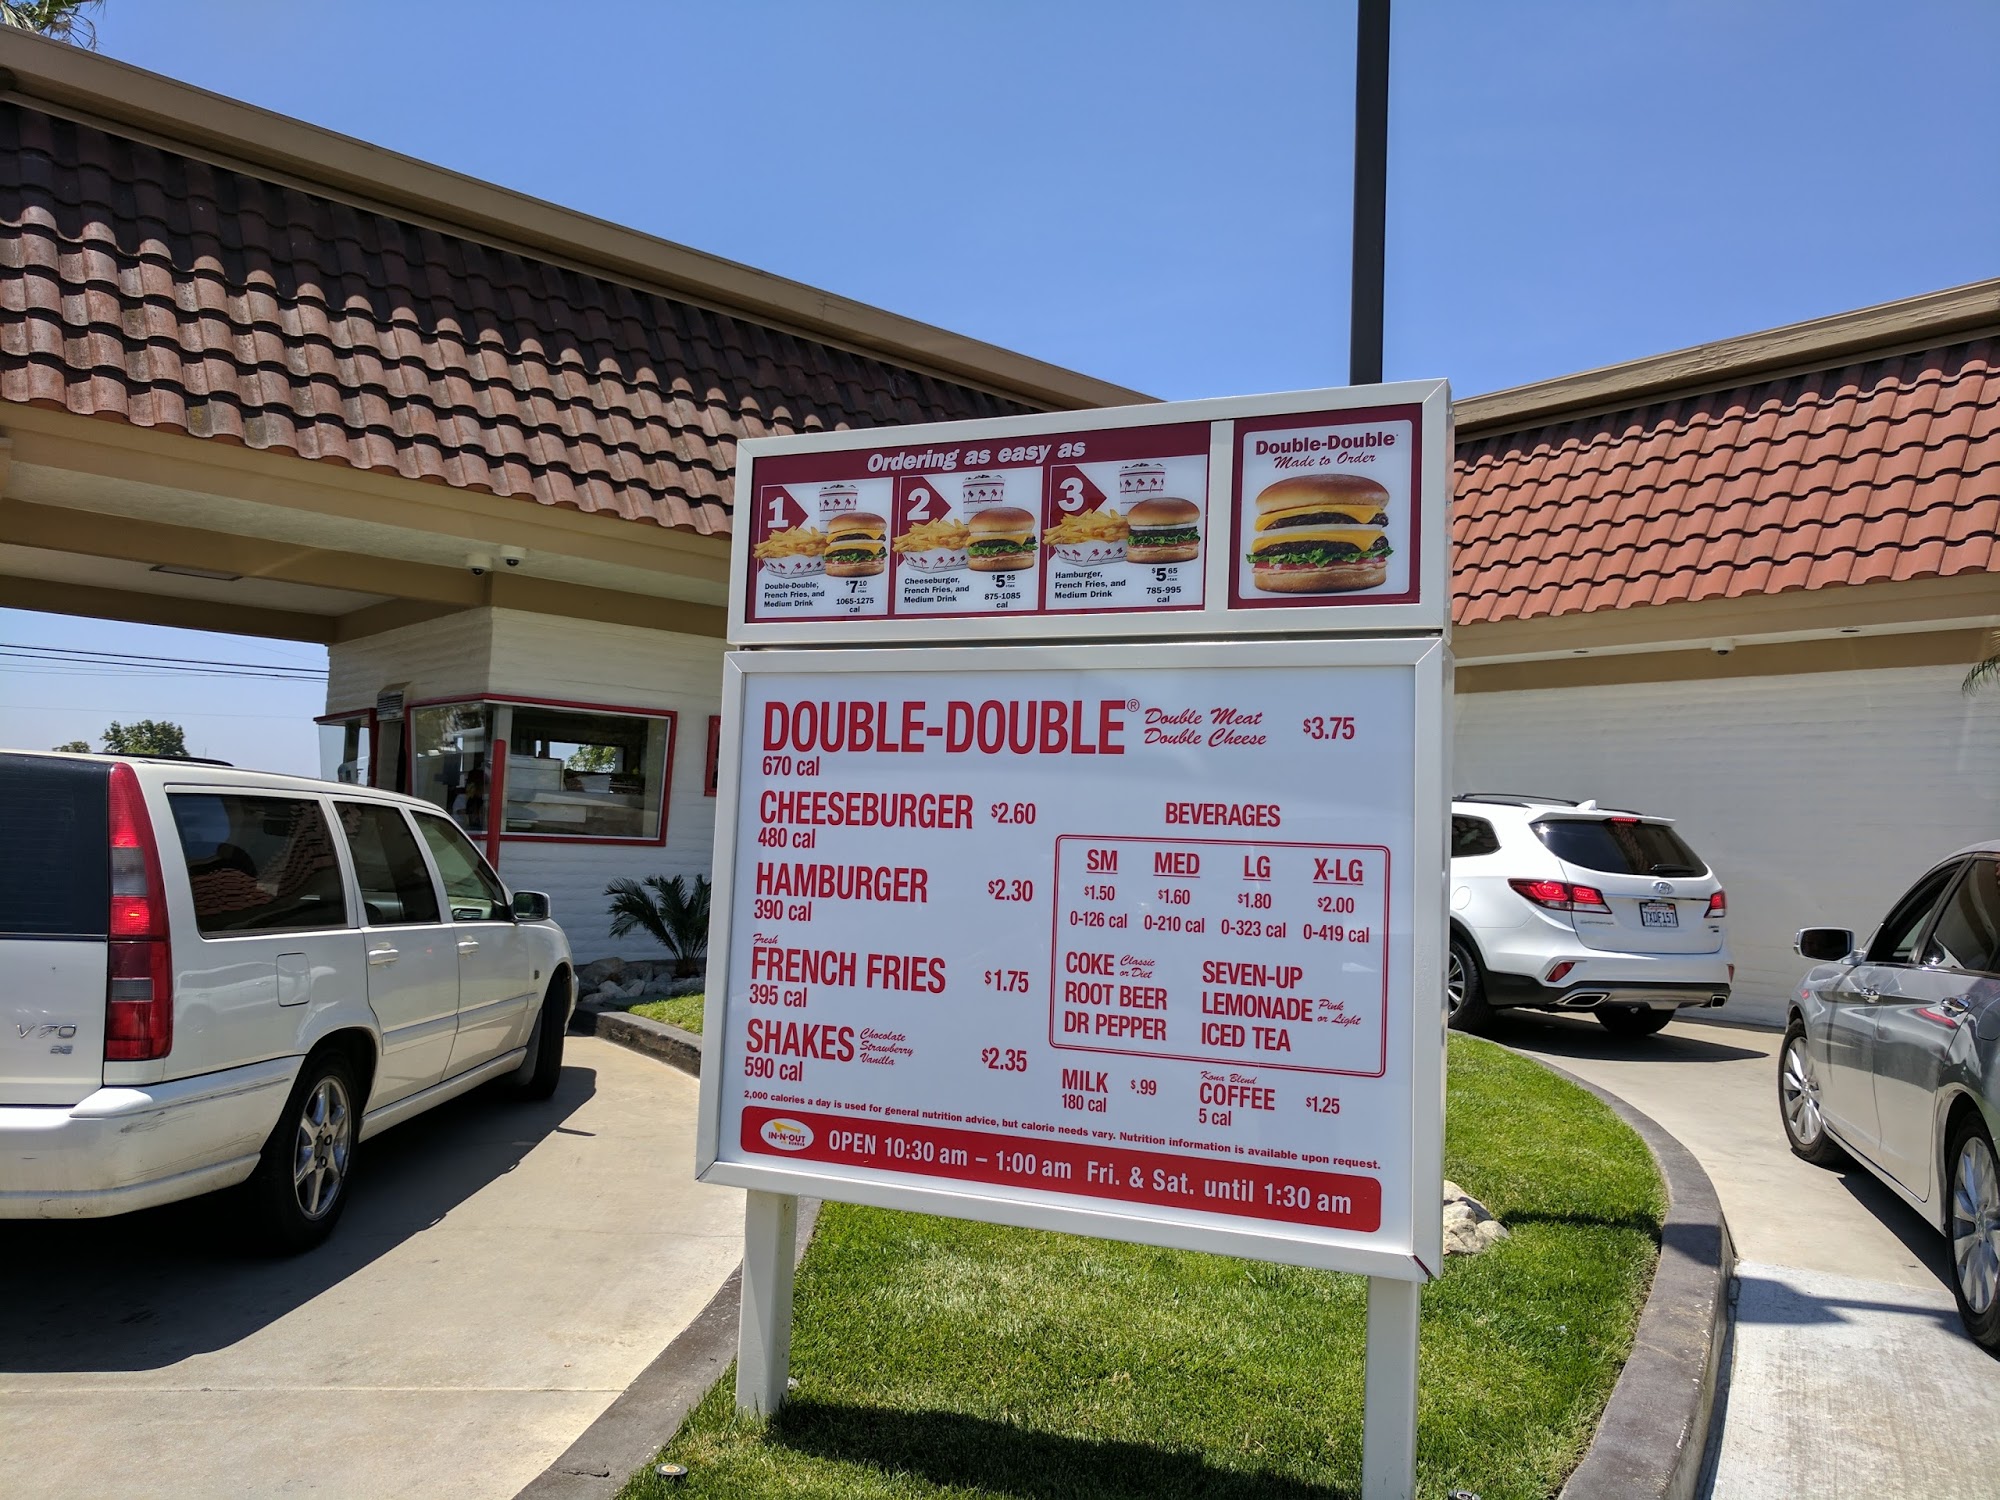 Ordering as easy as
1
Double-Double,
French Fries, and
Medium Drink
$7.10
+tax
1065-1275
cal
2
Cheeseburger,
French Fries, and
Medium Drink
$5.95
+tax
875-1085
cal
3
Hamburger,
French Fries, and
Medium Drink
$5.65
+tax
785-995
cal
Double-Double
Made to Order
DOUBLE-DOUBLE® Double Meat Double Cheese $3.75
670 cal
CHEESEBURGER $2.60
480 cal
HAMBURGER $2.30
390 cal
Fresh
FRENCH FRIES $1.75
395 cal
SHAKES Chocolate Strawberry Vanilla $2.35
590 cal
BEVERAGES
SM MED LG X-LG
$1.50 $1.60 $1.80 $2.00
0-126 cal 0-210 cal 0-323 cal 0-419 cal
COKE Classic or Diet SEVEN-UP
ROOT BEER LEMONADE Pink or Light
DR PEPPER ICED TEA
MILK $.99
180 cal
Kona Blend
COFFEE $1.25
5 cal
2,000 calories a day is used for general nutrition advice, but calorie needs vary. Nutrition information is available upon request.
IN-N-OUT
BURGER
OPEN 10:30 am – 1:00 am Fri. & Sat. until 1:30 am
V70
7XDF157